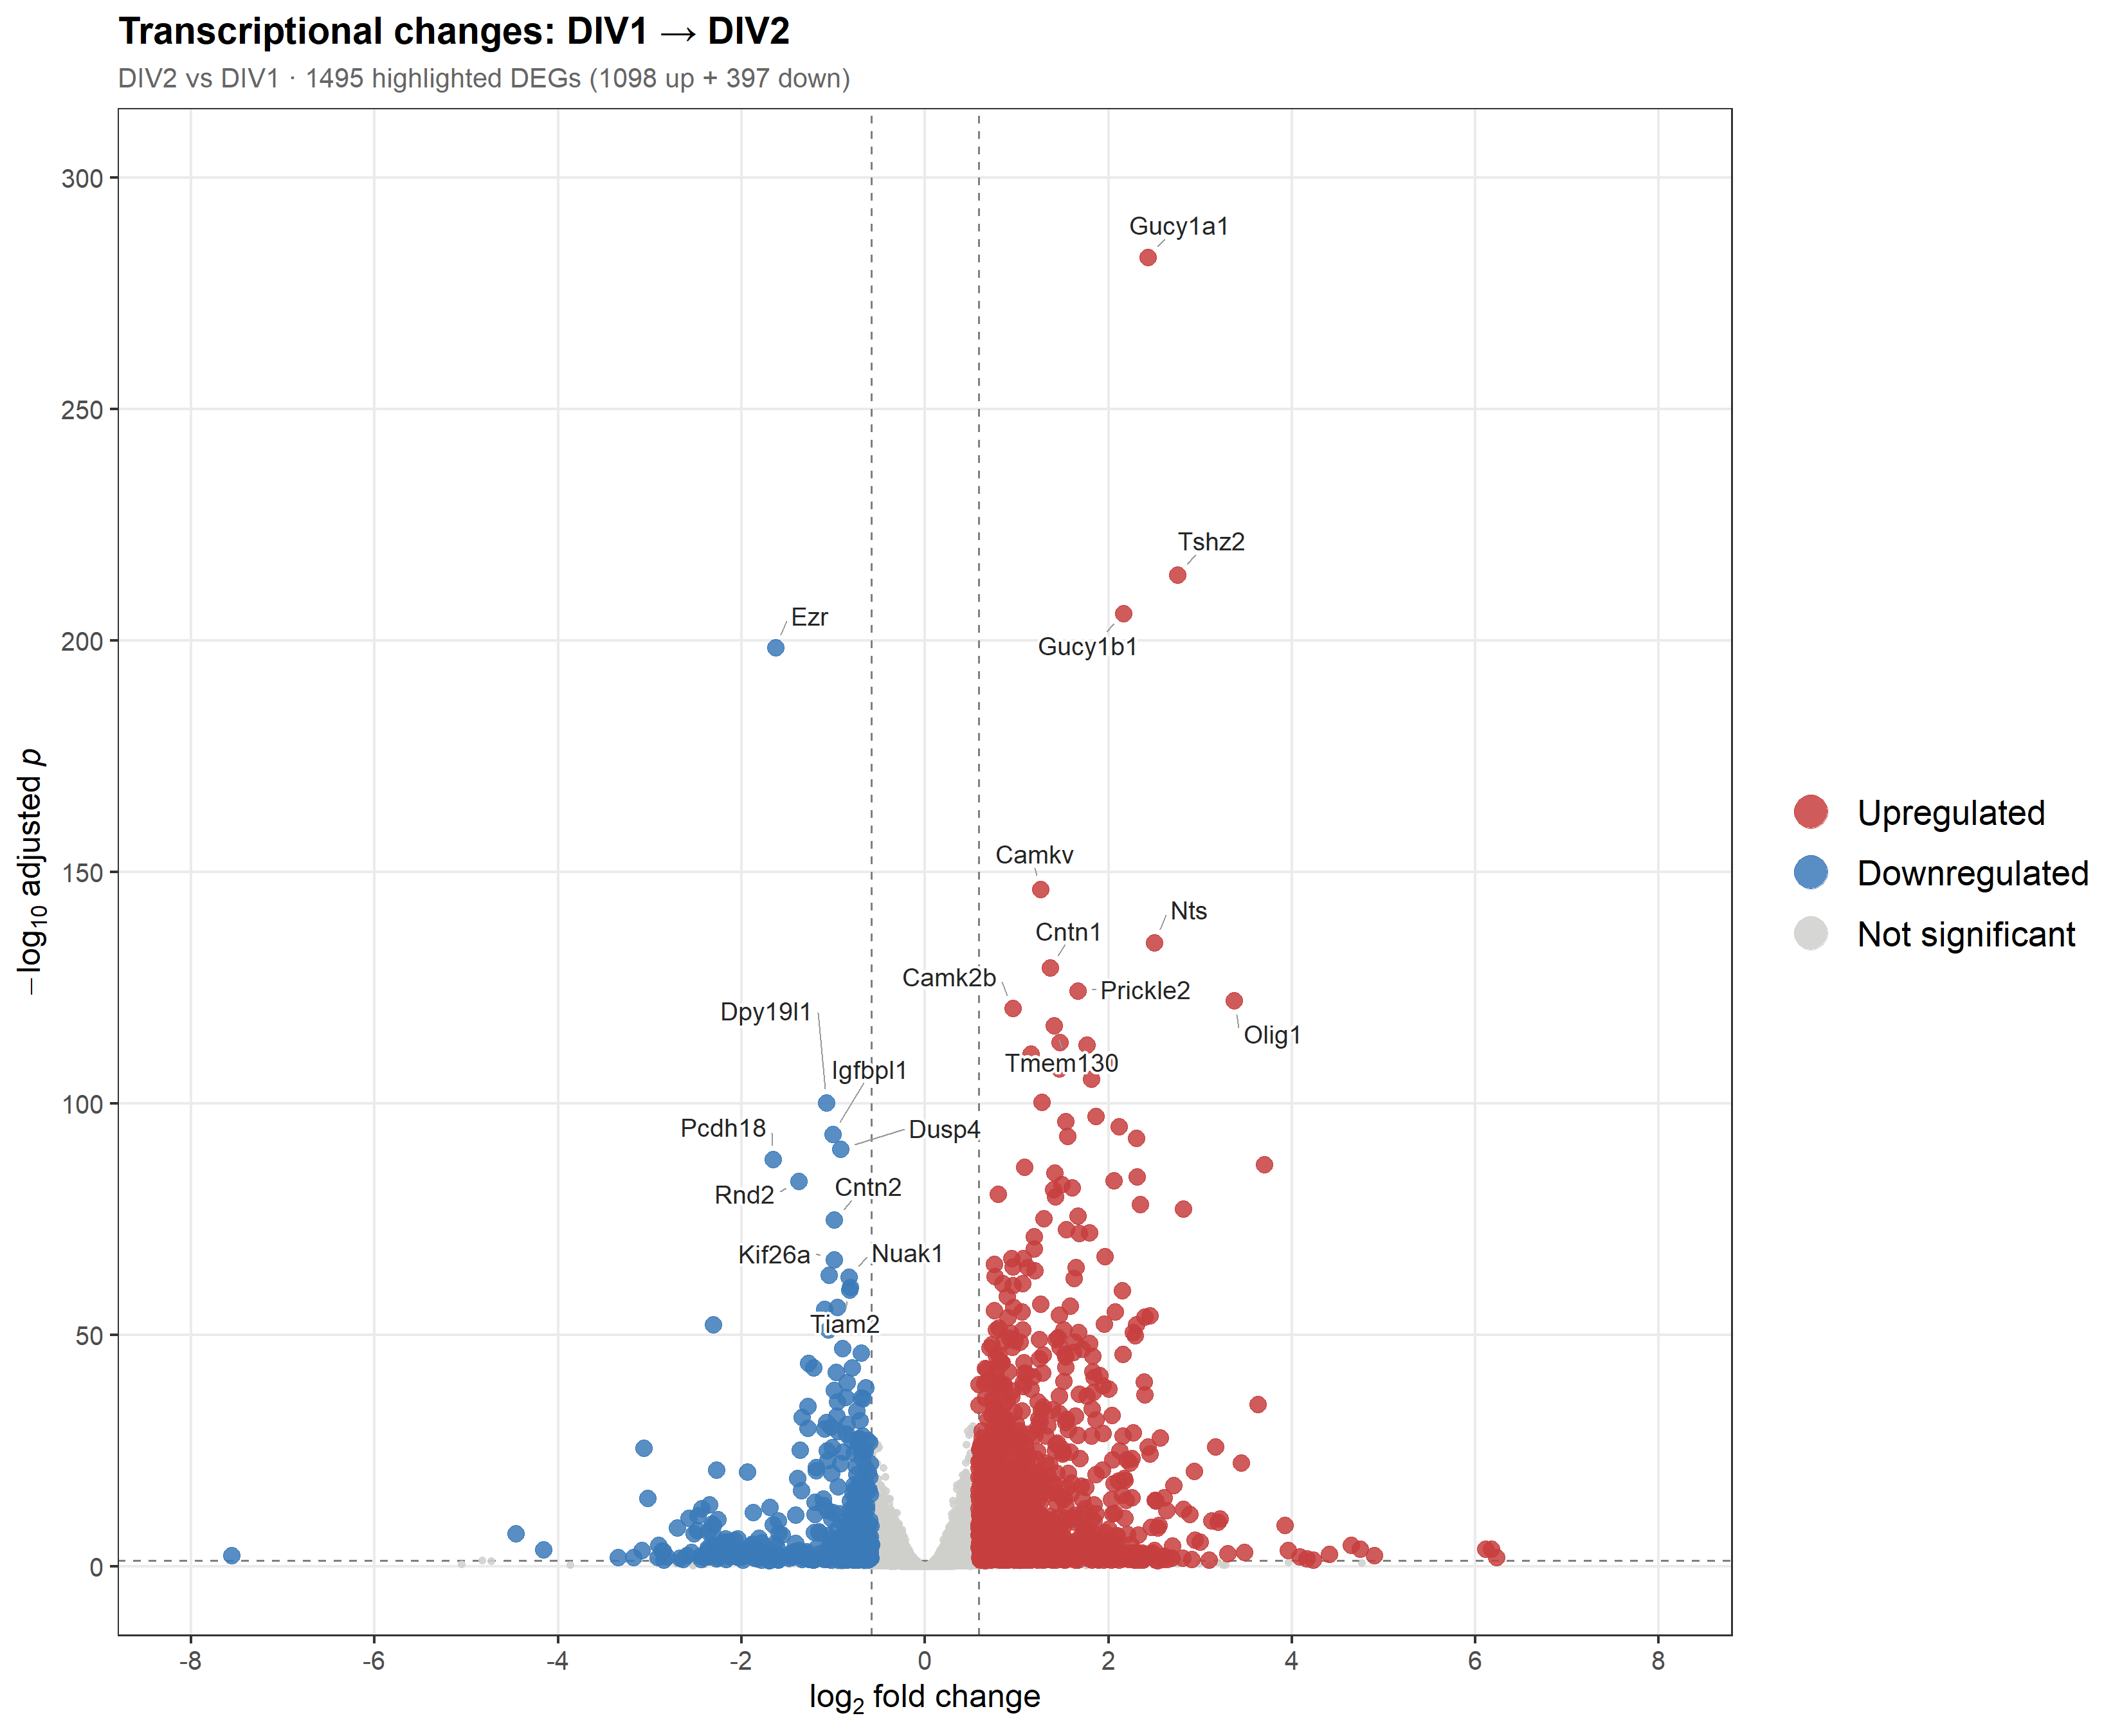 Transcriptional changes: DIV1 → DIV2
DIV2 vs DIV1 · 1495 highlighted DEGs (1098 up + 397 down)
−log10 adjusted p
300
250
200
150
100
50
0
Gucy1a1
Tshz2
Ezr
Gucy1b1
Camkv
Nts
Cntn1
Camk2b
Prickle2
Dpy19l1
Olig1
Tmem130
Igfbpl1
Pcdh18
Dusp4
Rnd2
Cntn2
Kif26a
Nuak1
Tiam2
-8
-6
-4
-2
0
2
4
6
8
log2 fold change
Upregulated
Downregulated
Not significant